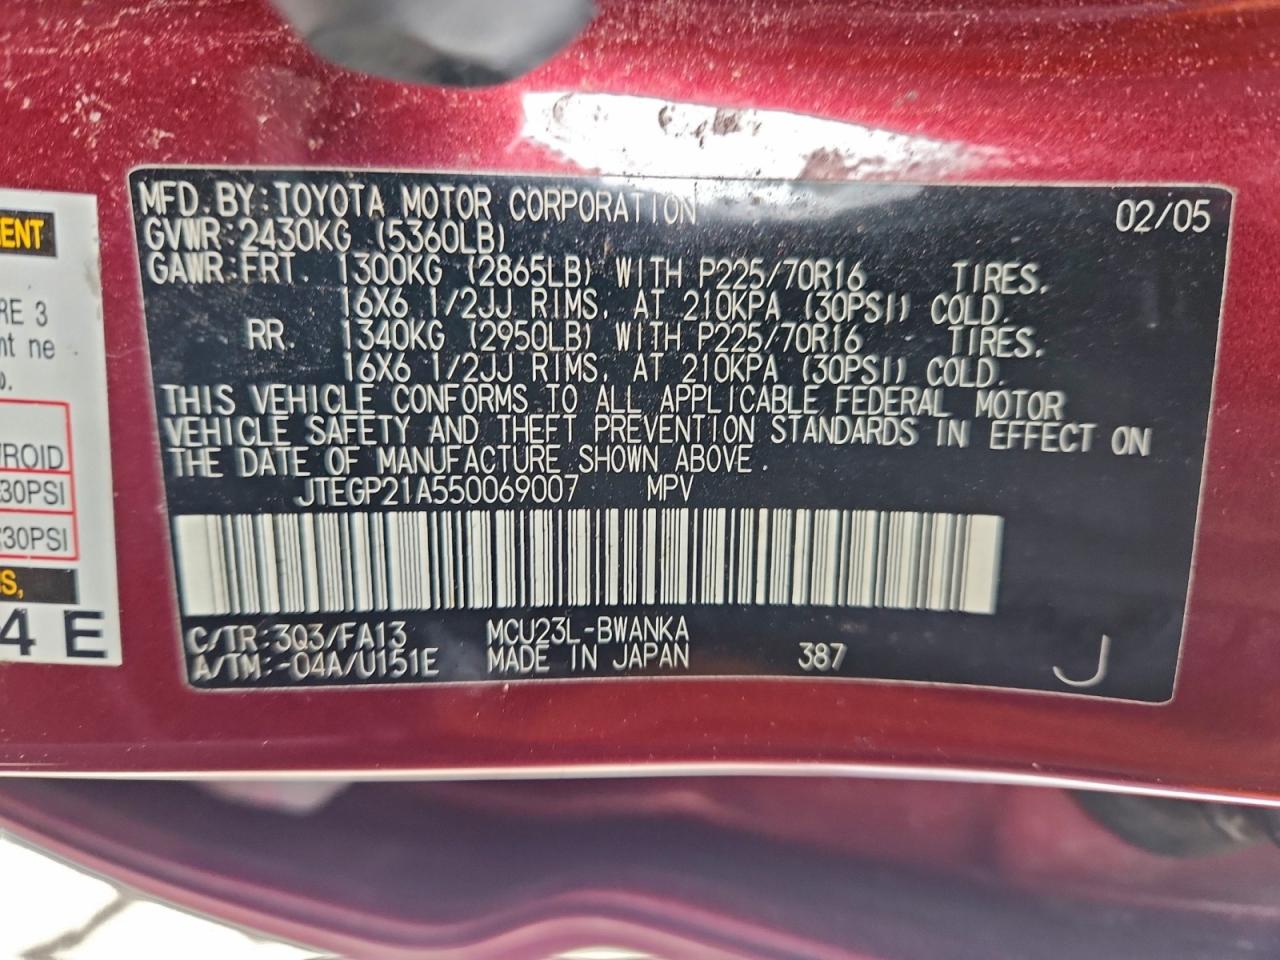 MFD. BY: TOYOTA MOTOR CORPORATION 02/05
GVWR: 2430KG (5360LB)
GAWR: FRT. 1300KG (2865LB) WITH P225/70R16 TIRES.
16X6 1/2JJ RIMS, AT 210KPA (30PSI) COLD.
RR. 1340KG (2950LB) WITH P225/70R16 TIRES.
16X6 1/2JJ RIMS, AT 210KPA (30PSI) COLD.
THIS VEHICLE CONFORMS TO ALL APPLICABLE FEDERAL MOTOR
VEHICLE SAFETY AND THEFT PREVENTION STANDARDS IN EFFECT ON
THE DATE OF MANUFACTURE SHOWN ABOVE.
JTEGP21A550069007 MPV
C/TR: 3Q3/FA13 MCU23L-BWANKA
A/TM: -04A/U151E MADE IN JAPAN 387 J
ENT
RE 3
nt ne
ROID
30PSI
30PSI
S,
4 E